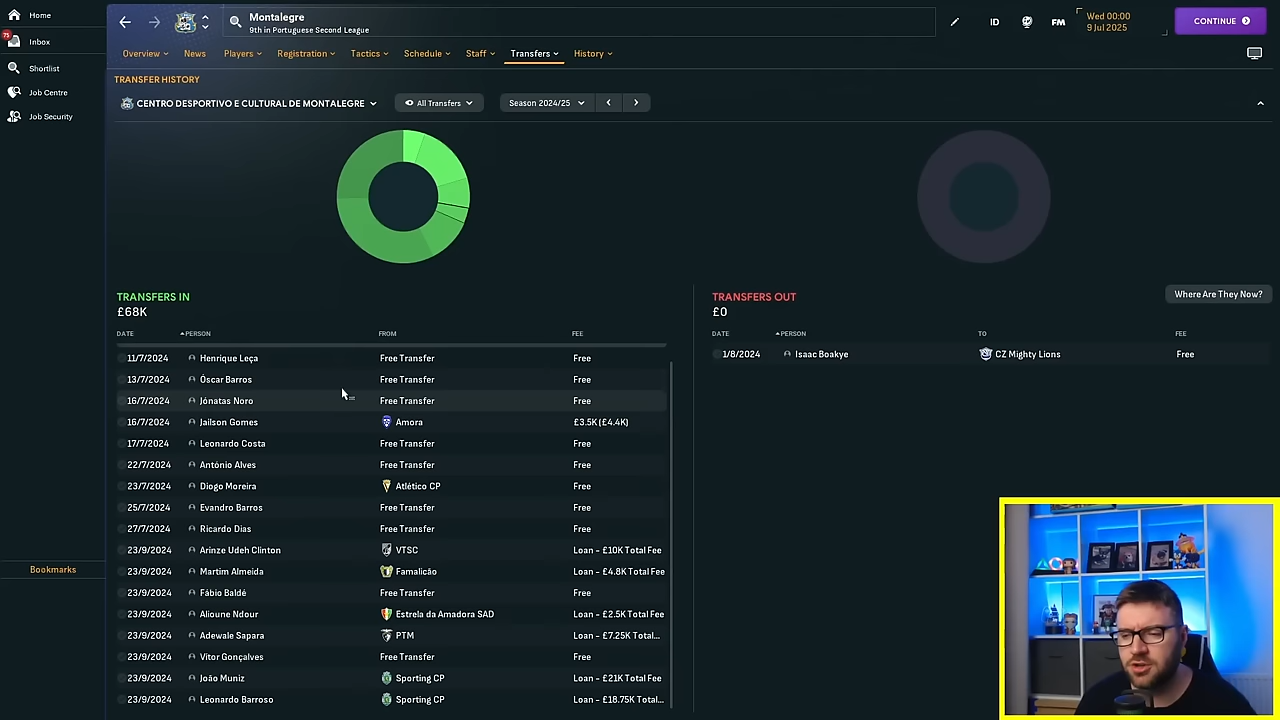 Home
75
Inbox
Shortlist
Job Centre
Job Security
Bookmarks
Montalegre
9th in Portuguese Second League
ID
FM
Wed 00:00
9 Jul 2025
CONTINUE
Overview
News
Players
Registration
Tactics
Schedule
Staff
Transfers
History
TRANSFER HISTORY
CENTRO DESPORTIVO E CULTURAL DE MONTALEGRE
All Transfers
Season 2024/25
TRANSFERS IN
£68K
DATE PERSON FROM FEE
11/7/2024 Henrique Leça Free Transfer Free
13/7/2024 Óscar Barros Free Transfer Free
16/7/2024 Jónatas Noro Free Transfer Free
16/7/2024 Jailson Gomes Amora £3.5K (£4.4K)
17/7/2024 Leonardo Costa Free Transfer Free
22/7/2024 António Alves Free Transfer Free
23/7/2024 Diogo Moreira Atlético CP Free
25/7/2024 Evandro Barros Free Transfer Free
27/7/2024 Ricardo Dias Free Transfer Free
23/9/2024 Arinze Udeh Clinton VTSC Loan - £10K Total Fee
23/9/2024 Martim Almeida Famalicão Loan - £4.8K Total Fee
23/9/2024 Fábio Baldé Free Transfer Free
23/9/2024 Alioune Ndour Estrela da Amadora SAD Loan - £2.5K Total Fee
23/9/2024 Adewale Sapara PTM Loan - £7.25K Total...
23/9/2024 Vítor Gonçalves Free Transfer Free
23/9/2024 João Muniz Sporting CP Loan - £21K Total Fee
23/9/2024 Leonardo Barroso Sporting CP Loan - £18.75K Total...
TRANSFERS OUT
£0
Where Are They Now?
DATE PERSON TO FEE
1/8/2024 Isaac Boakye CZ Mighty Lions Free